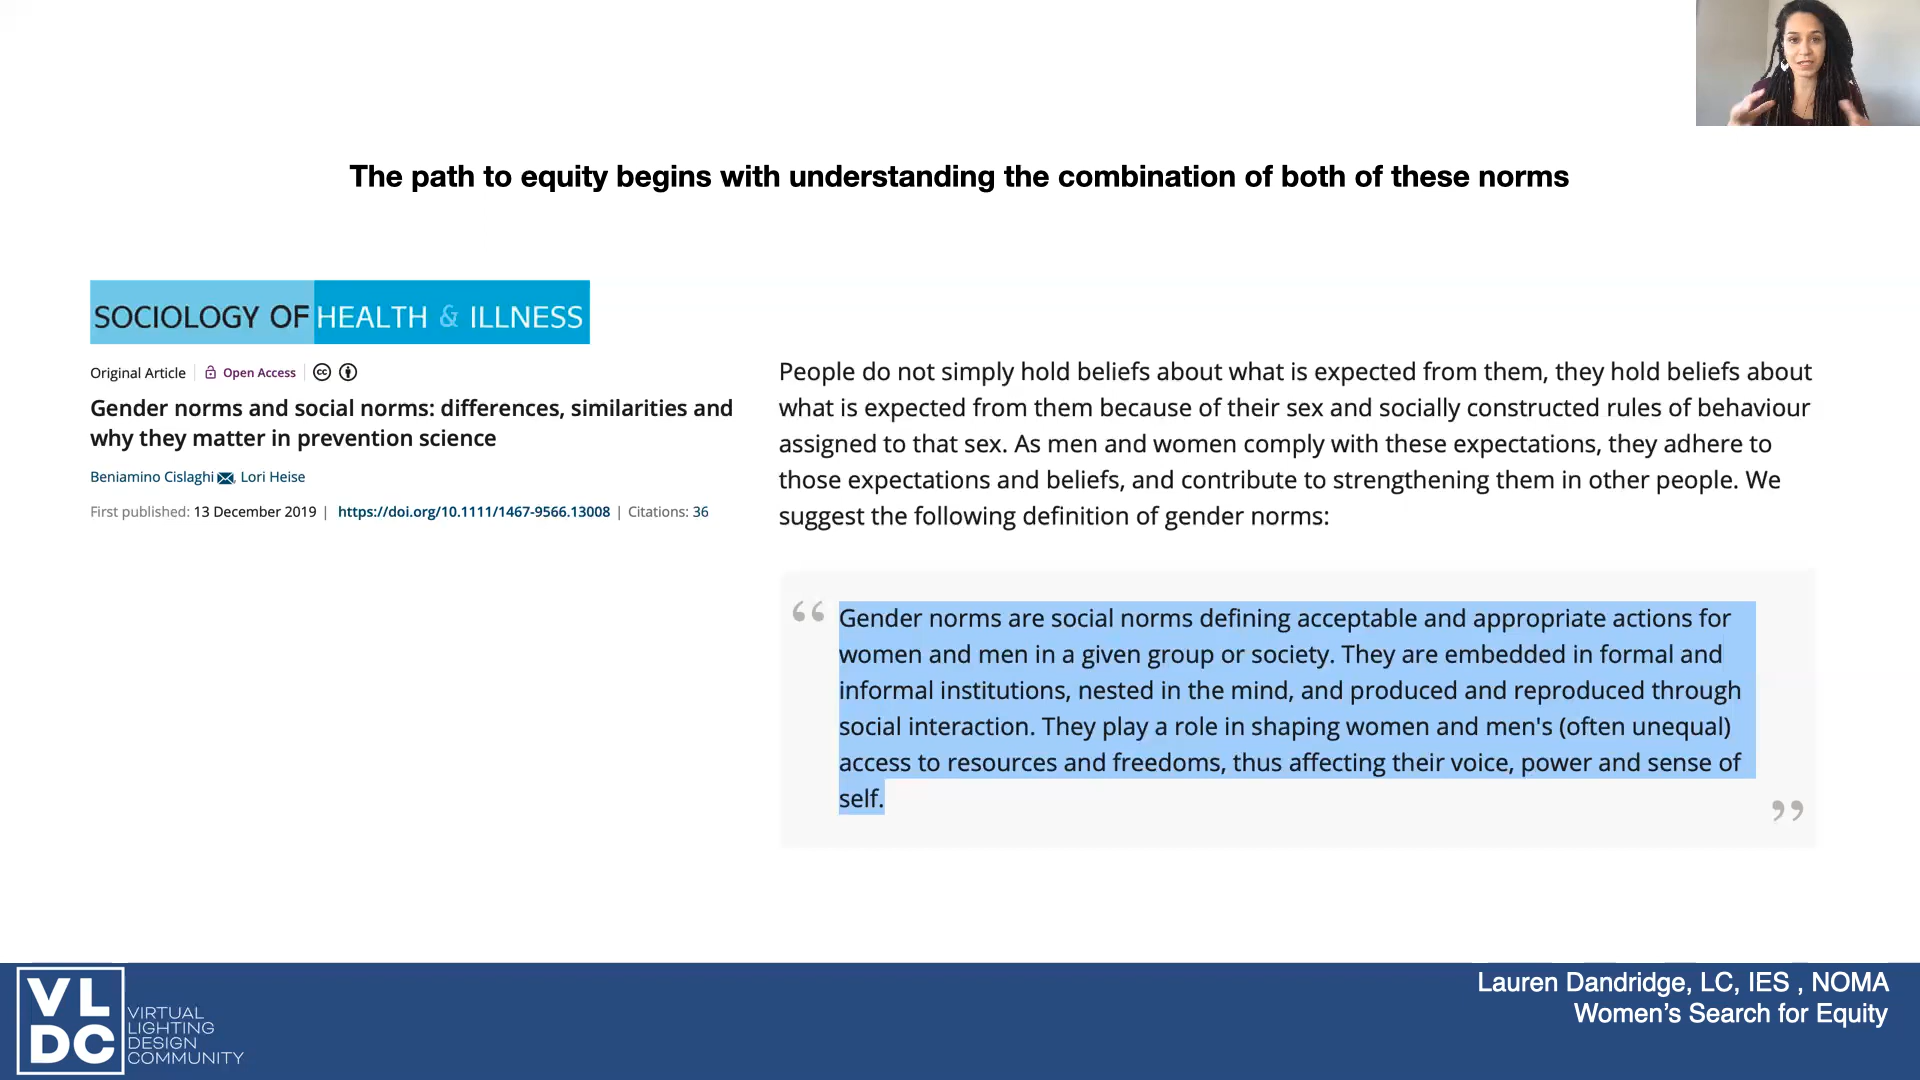 The path to equity begins with understanding the combination of both of these norms
SOCIOLOGY OF HEALTH & ILLNESS
Original Article | Open Access | cc
Gender norms and social norms: differences, similarities and
why they matter in prevention science
Beniamino Cislaghi, Lori Heise
First published: 13 December 2019 | https://doi.org/10.1111/1467-9566.13008 | Citations: 36
People do not simply hold beliefs about what is expected from them, they hold beliefs about
what is expected from them because of their sex and socially constructed rules of behaviour
assigned to that sex. As men and women comply with these expectations, they adhere to
those expectations and beliefs, and contribute to strengthening them in other people. We
suggest the following definition of gender norms:
“ Gender norms are social norms defining acceptable and appropriate actions for
women and men in a given group or society. They are embedded in formal and
informal institutions, nested in the mind, and produced and reproduced through
social interaction. They play a role in shaping women and men's (often unequal)
access to resources and freedoms, thus affecting their voice, power and sense of
self. ”
VL
DC
VIRTUAL
LIGHTING
DESIGN
COMMUNITY
Lauren Dandridge, LC, IES , NOMA
Women’s Search for Equity